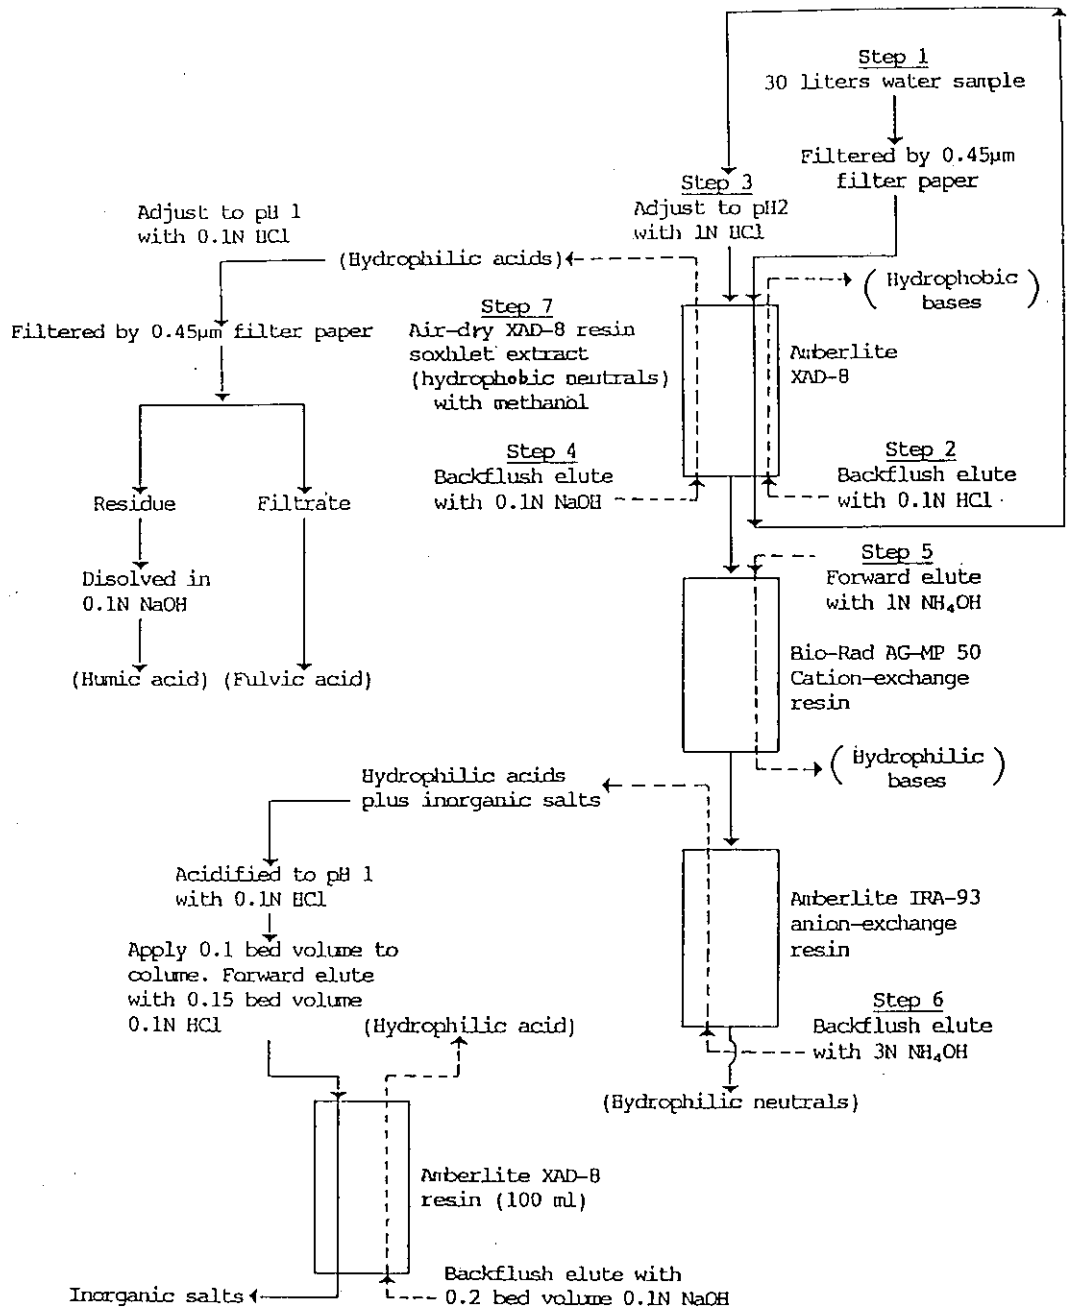 Step 1
30 liters water sample
Filtered by 0.45µm
filter paper
Step 3
Adjust to pH2
with 1N HCl
Adjust to pH 1
with 0.1N HCl
(Hydrophilic acids)
(Hydrophobic
bases)
Step 7
Air-dry XAD-8 resin
soxhlet extract
(hydrophobic neutrals)
with methanol
Filtered by 0.45µm filter paper
Amberlite
XAD-8
Step 4
Backflush elute
with 0.1N NaOH
Step 2
Backflush elute
with 0.1N HCl
Residue
Filtrate
Step 5
Forward elute
with 1N NH₄OH
Disolved in
0.1N NaOH
Bio-Rad AG-MP 50
Cation-exchange
resin
(Humic acid)
(Fulvic acid)
(Hydrophilic
bases)
Hydrophilic acids
plus inorganic salts
Acidified to pH 1
with 0.1N HCl
Amberlite IRA-93
anion-exchange
resin
Apply 0.1 bed volume to
colume. Forward elute
with 0.15 bed volume
0.1N HCl
(Hydrophilic acid)
Step 6
Backflush elute
with 3N NH₄OH
(Hydrophilic neutrals)
Amberlite XAD-8
resin (100 ml)
Backflush elute with
0.2 bed volume 0.1N NaOH
Inorganic salts